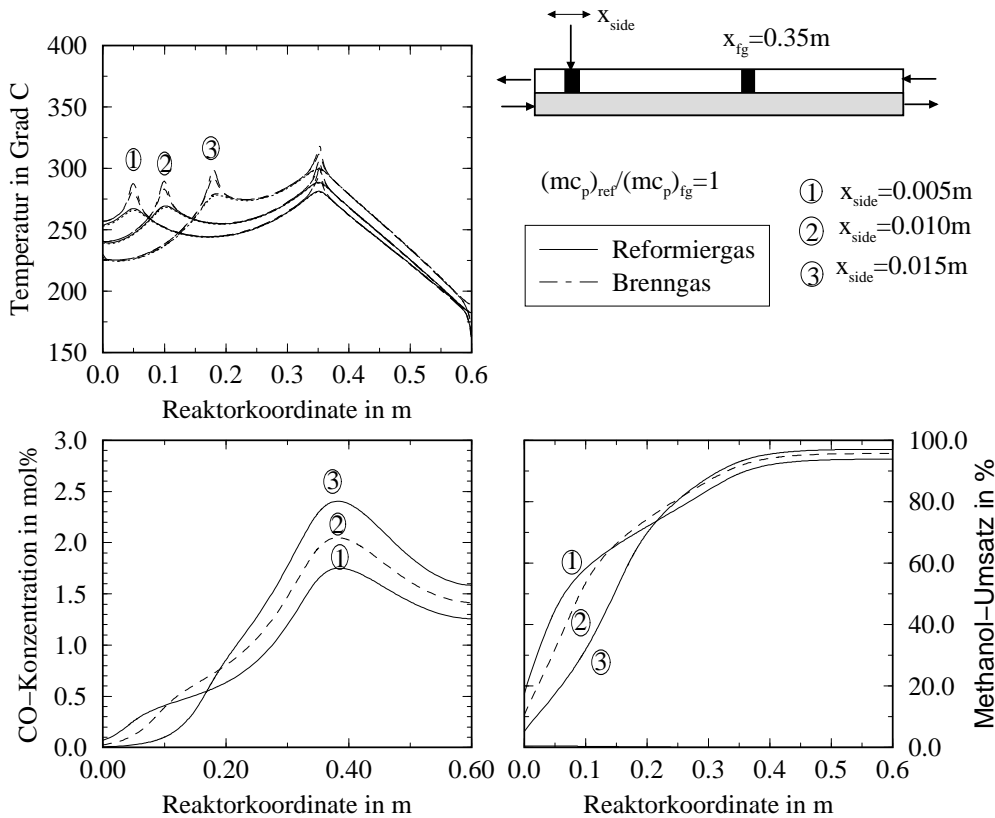 400
350
300
250
200
150
Temperatur in Grad C
1
2
3
0.0 0.1 0.2 0.3 0.4 0.5 0.6
Reaktorkoordinate in m
x_side
x_fg=0.35m
(mc_p)_ref/(mc_p)_fg=1
Reformiergas
Brenngas
1 x_side=0.005m
2 x_side=0.010m
3 x_side=0.015m
3.0
2.5
2.0
1.5
1.0
0.5
0.0
CO-Konzentration in mol%
3
2
1
0.00 0.20 0.40 0.60
Reaktorkoordinate in m
100.0
80.0
60.0
40.0
20.0
0.0
Methanol-Umsatz in %
1
2
3
0.0 0.1 0.2 0.3 0.4 0.5 0.6
Reaktorkoordinate in m